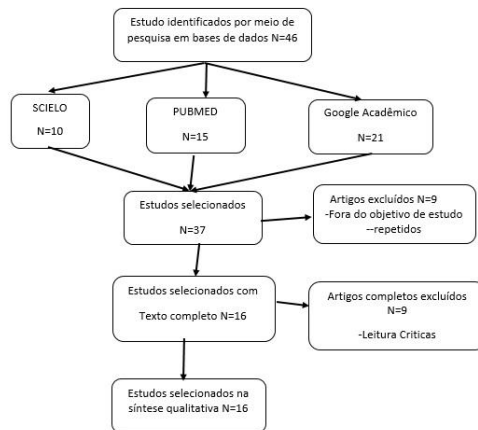 Estudo identificados por meio de
pesquisa em bases de dados N=46
SCIELO
N=10
PUBMED
N=15
Google Acadêmico
N=21
Estudos selecionados
N=37
Artigos excluídos N=9
-Fora do objetivo de estudo
--repetidos
Estudos selecionados com
Texto completo N=16
Artigos completos excluídos
N=9
-Leitura Criticas
Estudos selecionados na
síntese qualitativa N=16